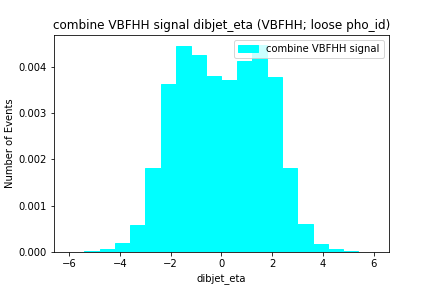 combine VBFHH signal dibjet_eta (VBFHH; loose pho_id)
combine VBFHH signal
Number of Events
0.004
0.003
0.002
0.001
0.000
−6 −4 −2 0 2 4 6
dibjet_eta